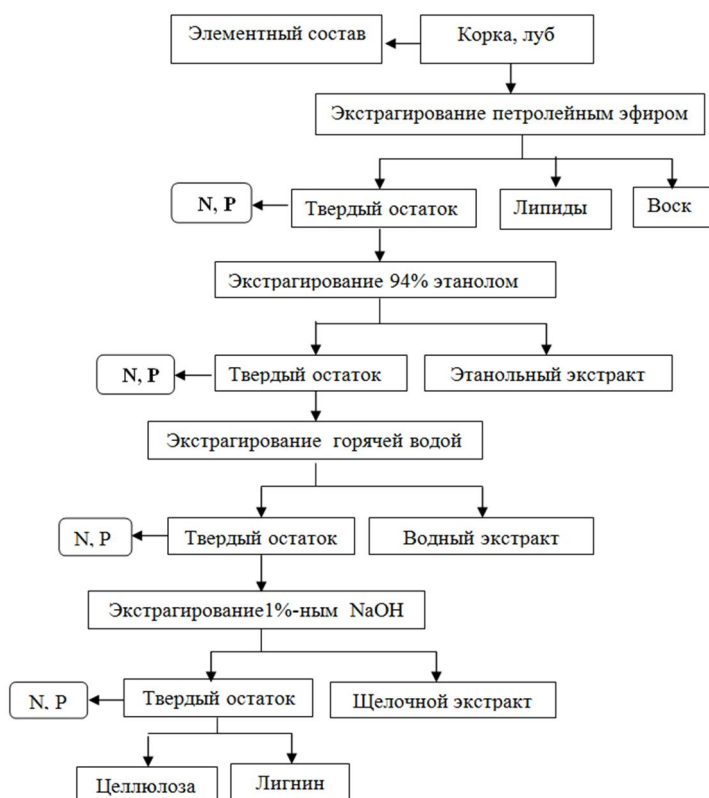 Элементный состав
Корка, луб
Экстрагирование петролейным эфиром
N, P
Твердый остаток
Липиды
Воск
Экстрагирование 94% этанолом
N, P
Твердый остаток
Этанольный экстракт
Экстрагирование горячей водой
N, P
Твердый остаток
Водный экстракт
Экстрагирование1%-ным NaOH
N, P
Твердый остаток
Щелочной экстракт
Целлюлоза
Лигнин